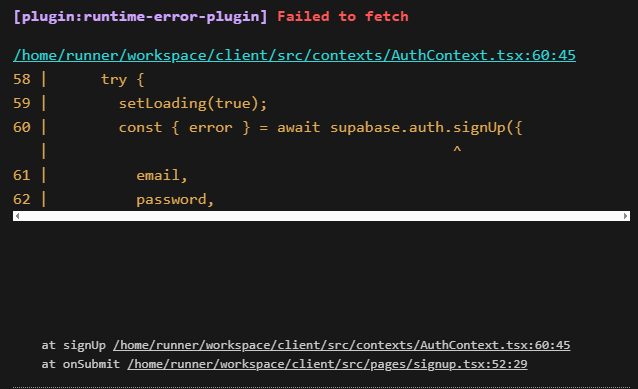 [plugin:runtime-error-plugin] Failed to fetch
/home/runner/workspace/client/src/contexts/AuthContext.tsx:60:45
58 |      try {
59 |        setLoading(true);
60 |        const { error } = await supabase.auth.signUp({
   |                                              ^
61 |          email,
62 |          password,
at signUp /home/runner/workspace/client/src/contexts/AuthContext.tsx:60:45
at onSubmit /home/runner/workspace/client/src/pages/signup.tsx:52:29